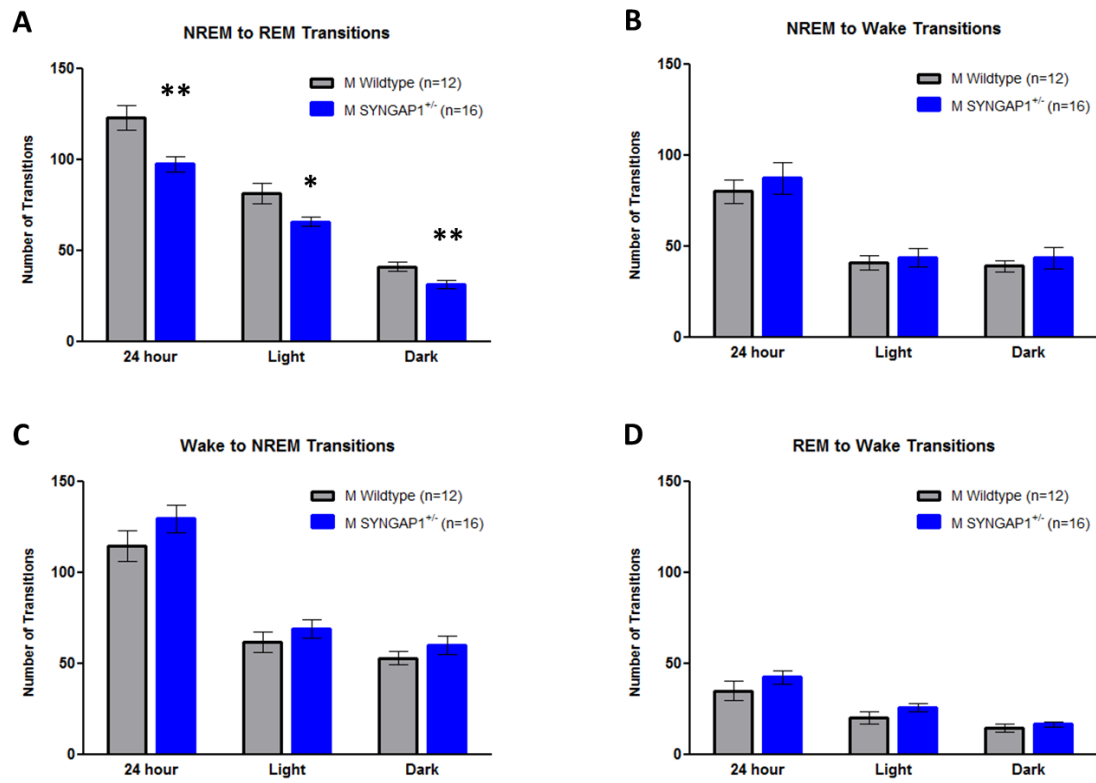 A
NREM to REM Transitions
Number of Transitions
150
100
50
0
M Wildtype (n=12)
M SYNGAP1+/- (n=16)
**
*
**
24 hour Light Dark
B
NREM to Wake Transitions
Number of Transitions
150
100
50
0
M Wildtype (n=12)
M SYNGAP1+/- (n=16)
24 hour Light Dark
C
Wake to NREM Transitions
Number of Transitions
150
100
50
0
M Wildtype (n=12)
M SYNGAP1+/- (n=16)
24 hour Light Dark
D
REM to Wake Transitions
Number of Transitions
150
100
50
0
M Wildtype (n=12)
M SYNGAP1+/- (n=16)
24 hour Light Dark